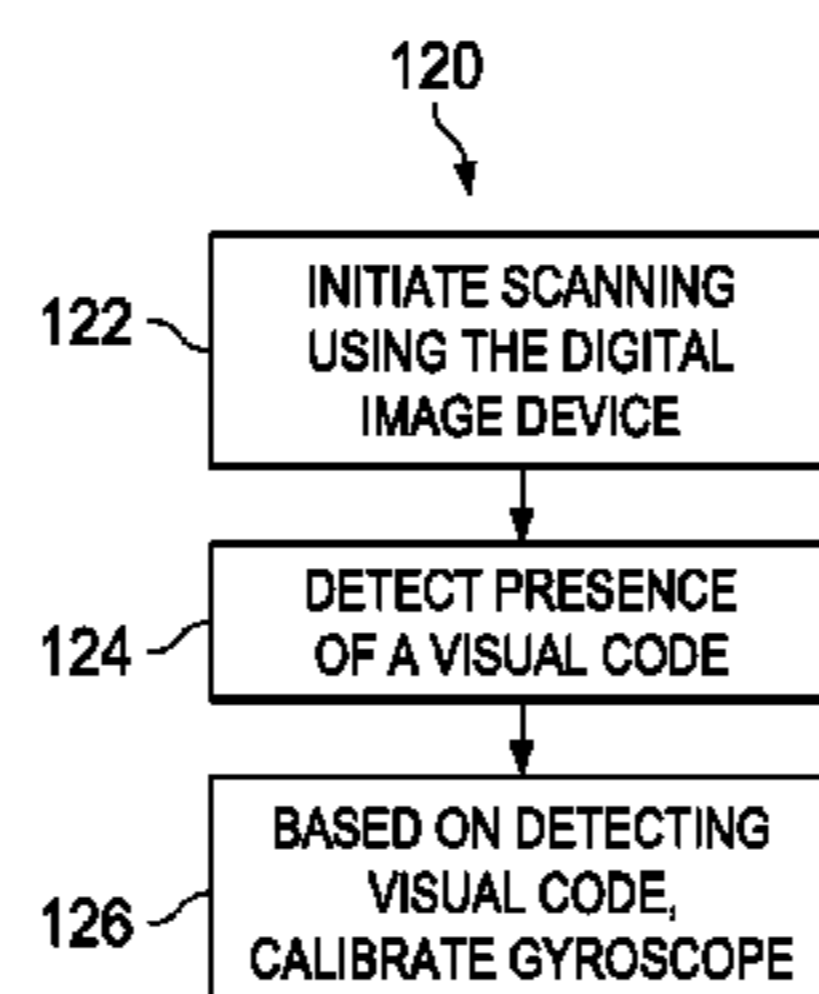 120
122
INITIATE SCANNING
USING THE DIGITAL
IMAGE DEVICE
124
DETECT PRESENCE
OF A VISUAL CODE
126
BASED ON DETECTING
VISUAL CODE,
CALIBRATE GYROSCOPE